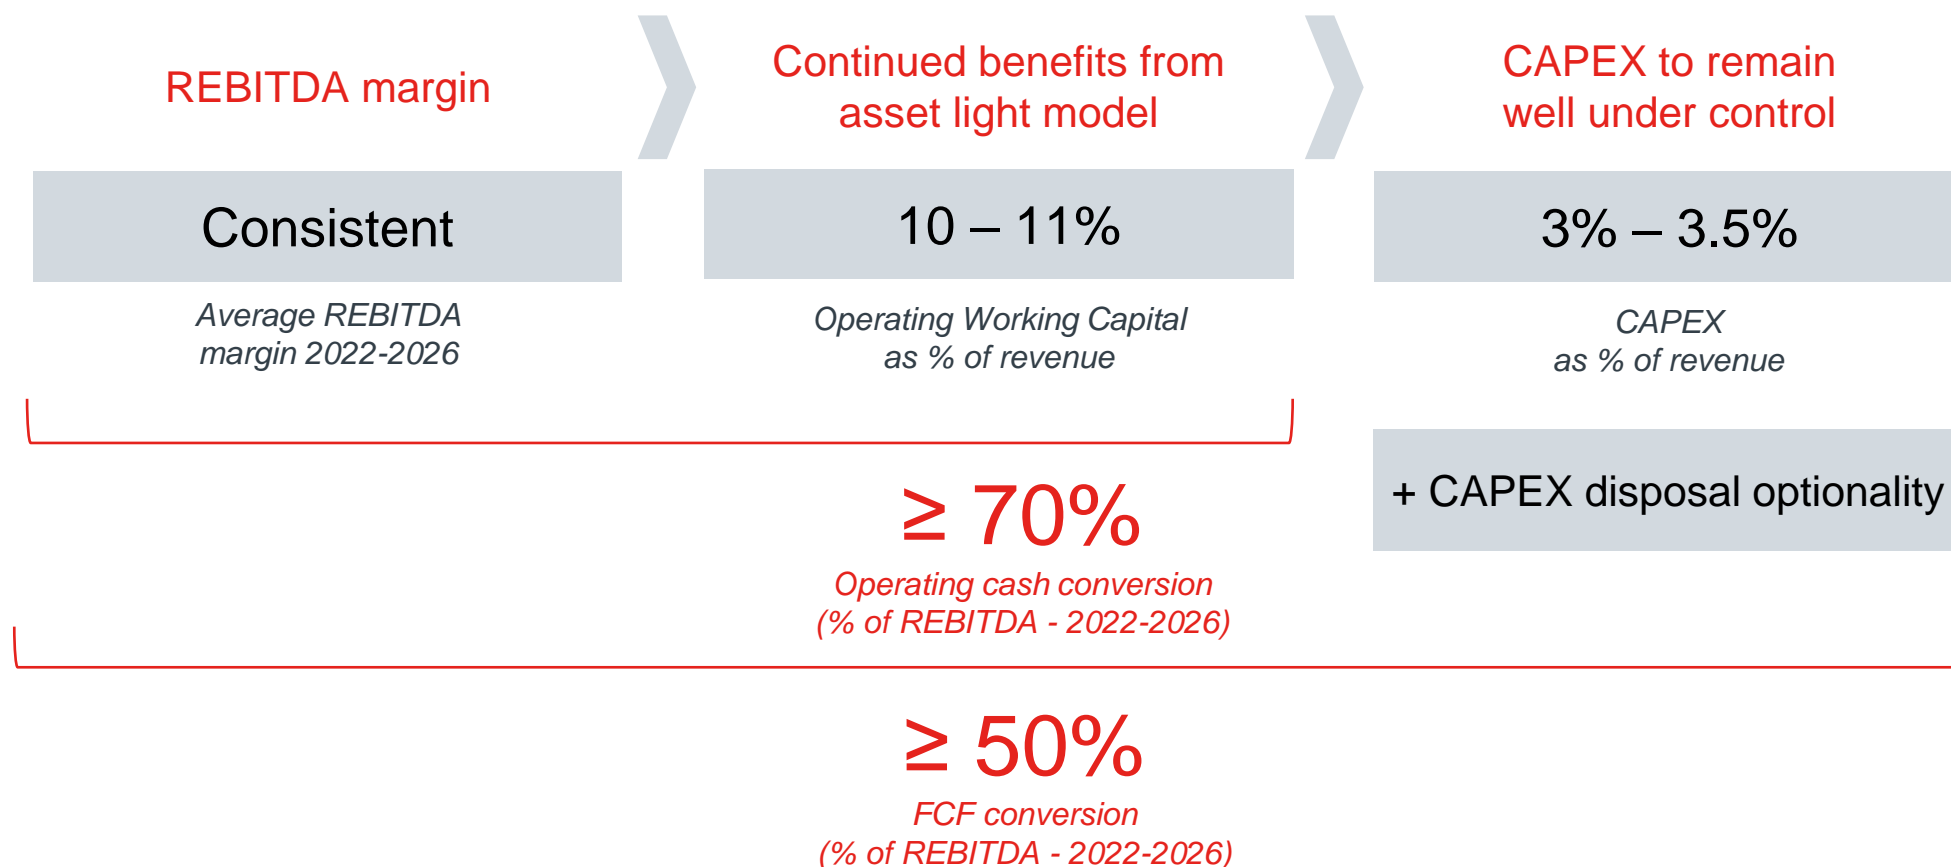 REBITDA margin
Continued benefits from
asset light model
CAPEX to remain
well under control
Consistent
10 – 11%
3% – 3.5%
Average REBITDA
margin 2022-2026
Operating Working Capital
as % of revenue
CAPEX
as % of revenue
+ CAPEX disposal optionality
≥ 70%
Operating cash conversion
(% of REBITDA - 2022-2026)
≥ 50%
FCF conversion
(% of REBITDA - 2022-2026)